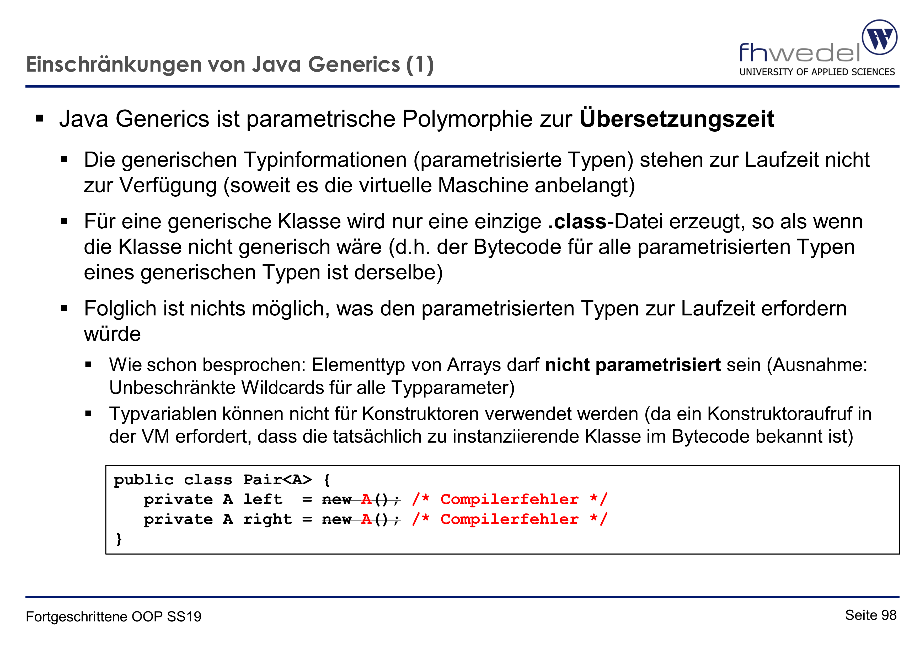 Einschränkungen von Java Generics (1)
fhwedel
W
UNIVERSITY OF APPLIED SCIENCES
▪ Java Generics ist parametrische Polymorphie zur Übersetzungszeit
▪ Die generischen Typinformationen (parametrisierte Typen) stehen zur Laufzeit nicht
zur Verfügung (soweit es die virtuelle Maschine anbelangt)
▪ Für eine generische Klasse wird nur eine einzige .class-Datei erzeugt, so als wenn
die Klasse nicht generisch wäre (d.h. der Bytecode für alle parametrisierten Typen
eines generischen Typen ist derselbe)
▪ Folglich ist nichts möglich, was den parametrisierten Typen zur Laufzeit erfordern
würde
▪ Wie schon besprochen: Elementtyp von Arrays darf nicht parametrisiert sein (Ausnahme:
Unbeschränkte Wildcards für alle Typparameter)
▪ Typvariablen können nicht für Konstruktoren verwendet werden (da ein Konstruktoraufruf in
der VM erfordert, dass die tatsächlich zu instanziierende Klasse im Bytecode bekannt ist)
public class Pair<A> {
   private A left  = new A(); /* Compilerfehler */
   private A right = new A(); /* Compilerfehler */
}
Fortgeschrittene OOP SS19
Seite 98